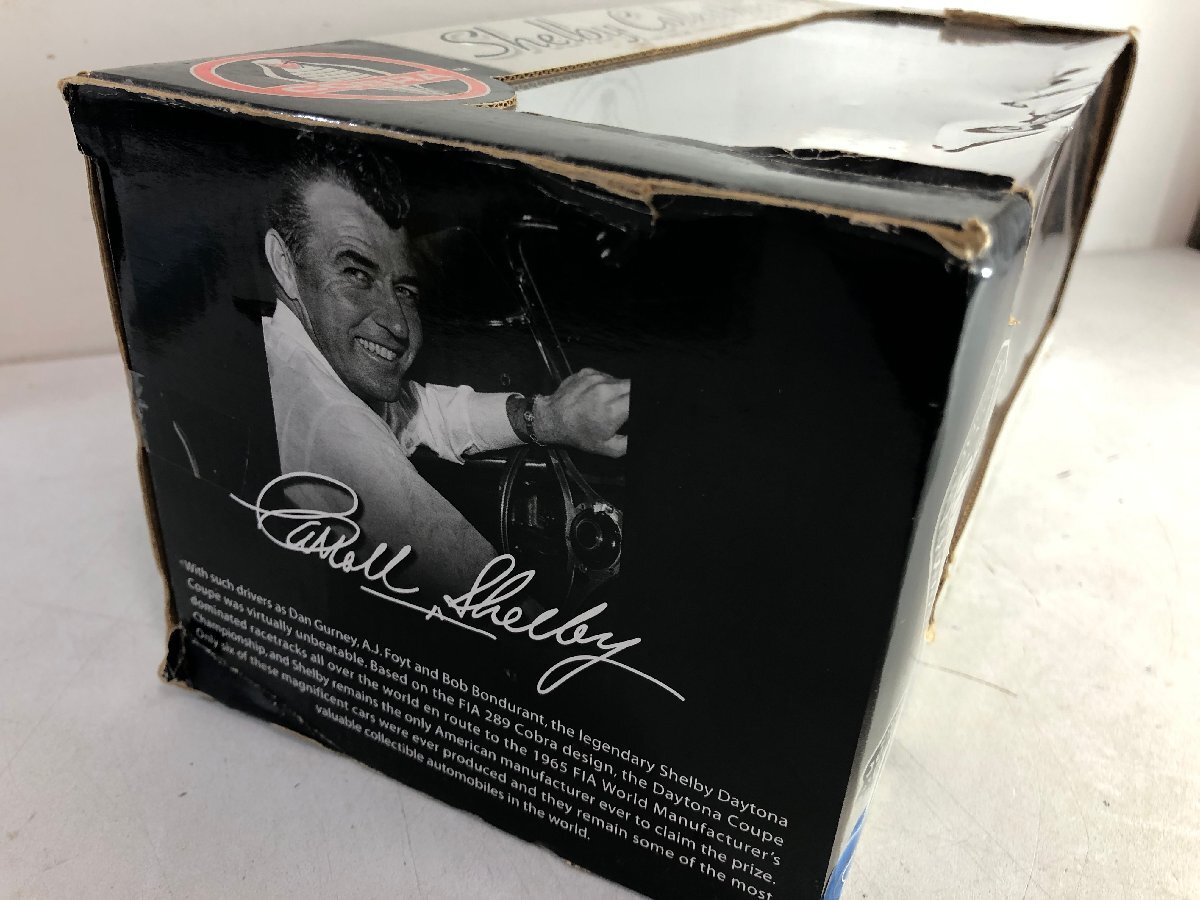 Shelby
Carroll Shelby
"With such drivers as Dan Gurney, A.J. Foyt and Bob Bondurant, the legendary Shelby Daytona
Coupe was virtually unbeatable. Based on the FIA 289 Cobra design, the Daytona Coupe
dominated racetracks all over the world en route to the 1965 FIA World Manufacturer's
Championship, and Shelby remains the only American manufacturer ever to claim the prize.
Only six of these magnificent cars were ever produced and they remain some of the most
valuable collectible automobiles in the world.